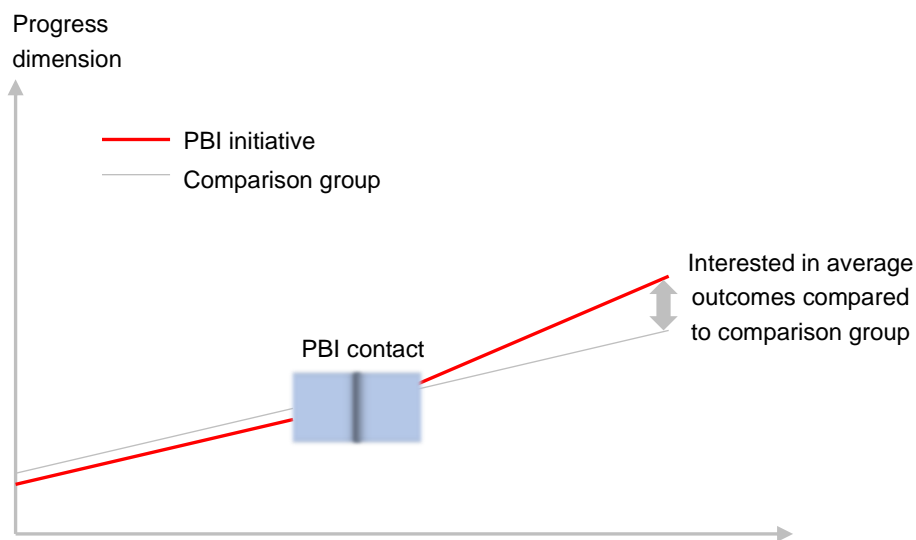 Progress
dimension
PBI initiative
Comparison group
Interested in average
outcomes compared
to comparison group
PBI contact